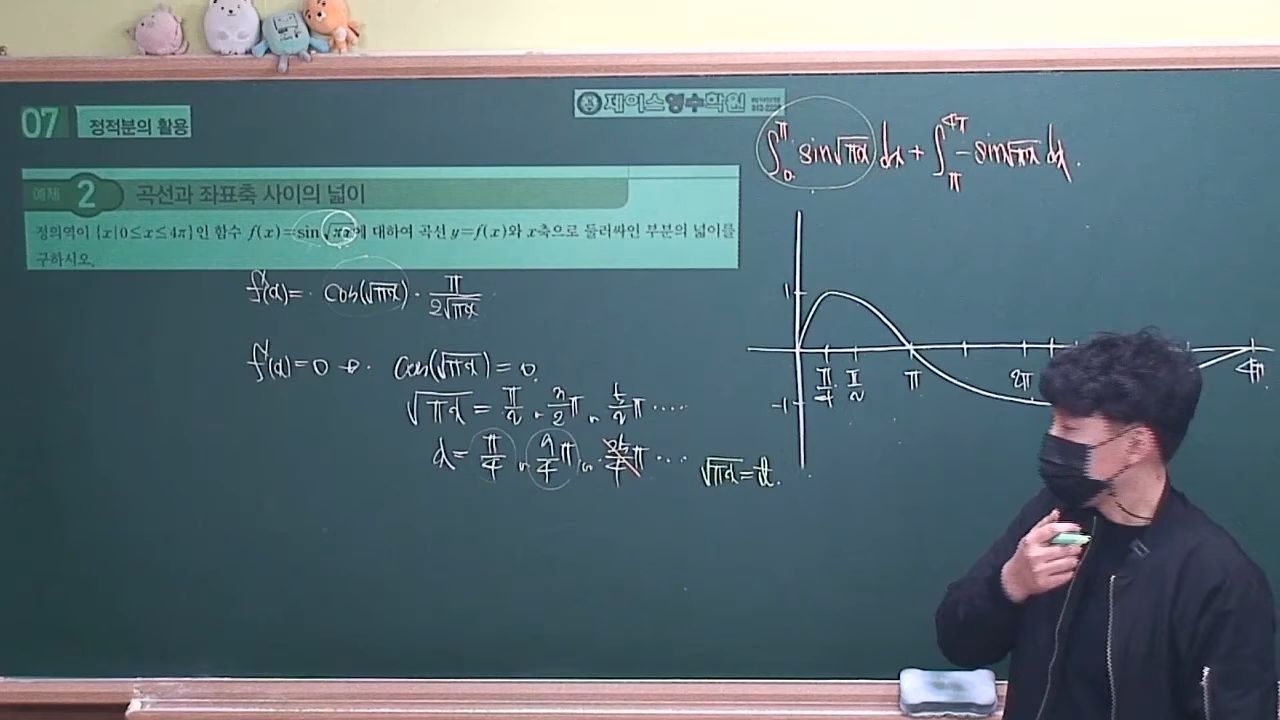 07 정적분의 활용
제이스영수학원
예제 2 곡선과 좌표축 사이의 넓이
정의역이 {x|0≤x≤4π}인 함수 f(x)=sin√πx에 대하여 곡선 y=f(x)와 x축으로 둘러싸인 부분의 넓이를
구하시오.
∫₀^π sin√πx dx + ∫_π^4π -sin√πx dx.
f'(x)= cos(√πx) · π/2√πx
f'(x)=0 → cos(√πx)=0
√πx = π/2, 3/2π, 5/2π ....
x= π/4, 9/4π, 25/4π ...
√πx=t.
1
-1
π/4 π/2 π 2π 4π